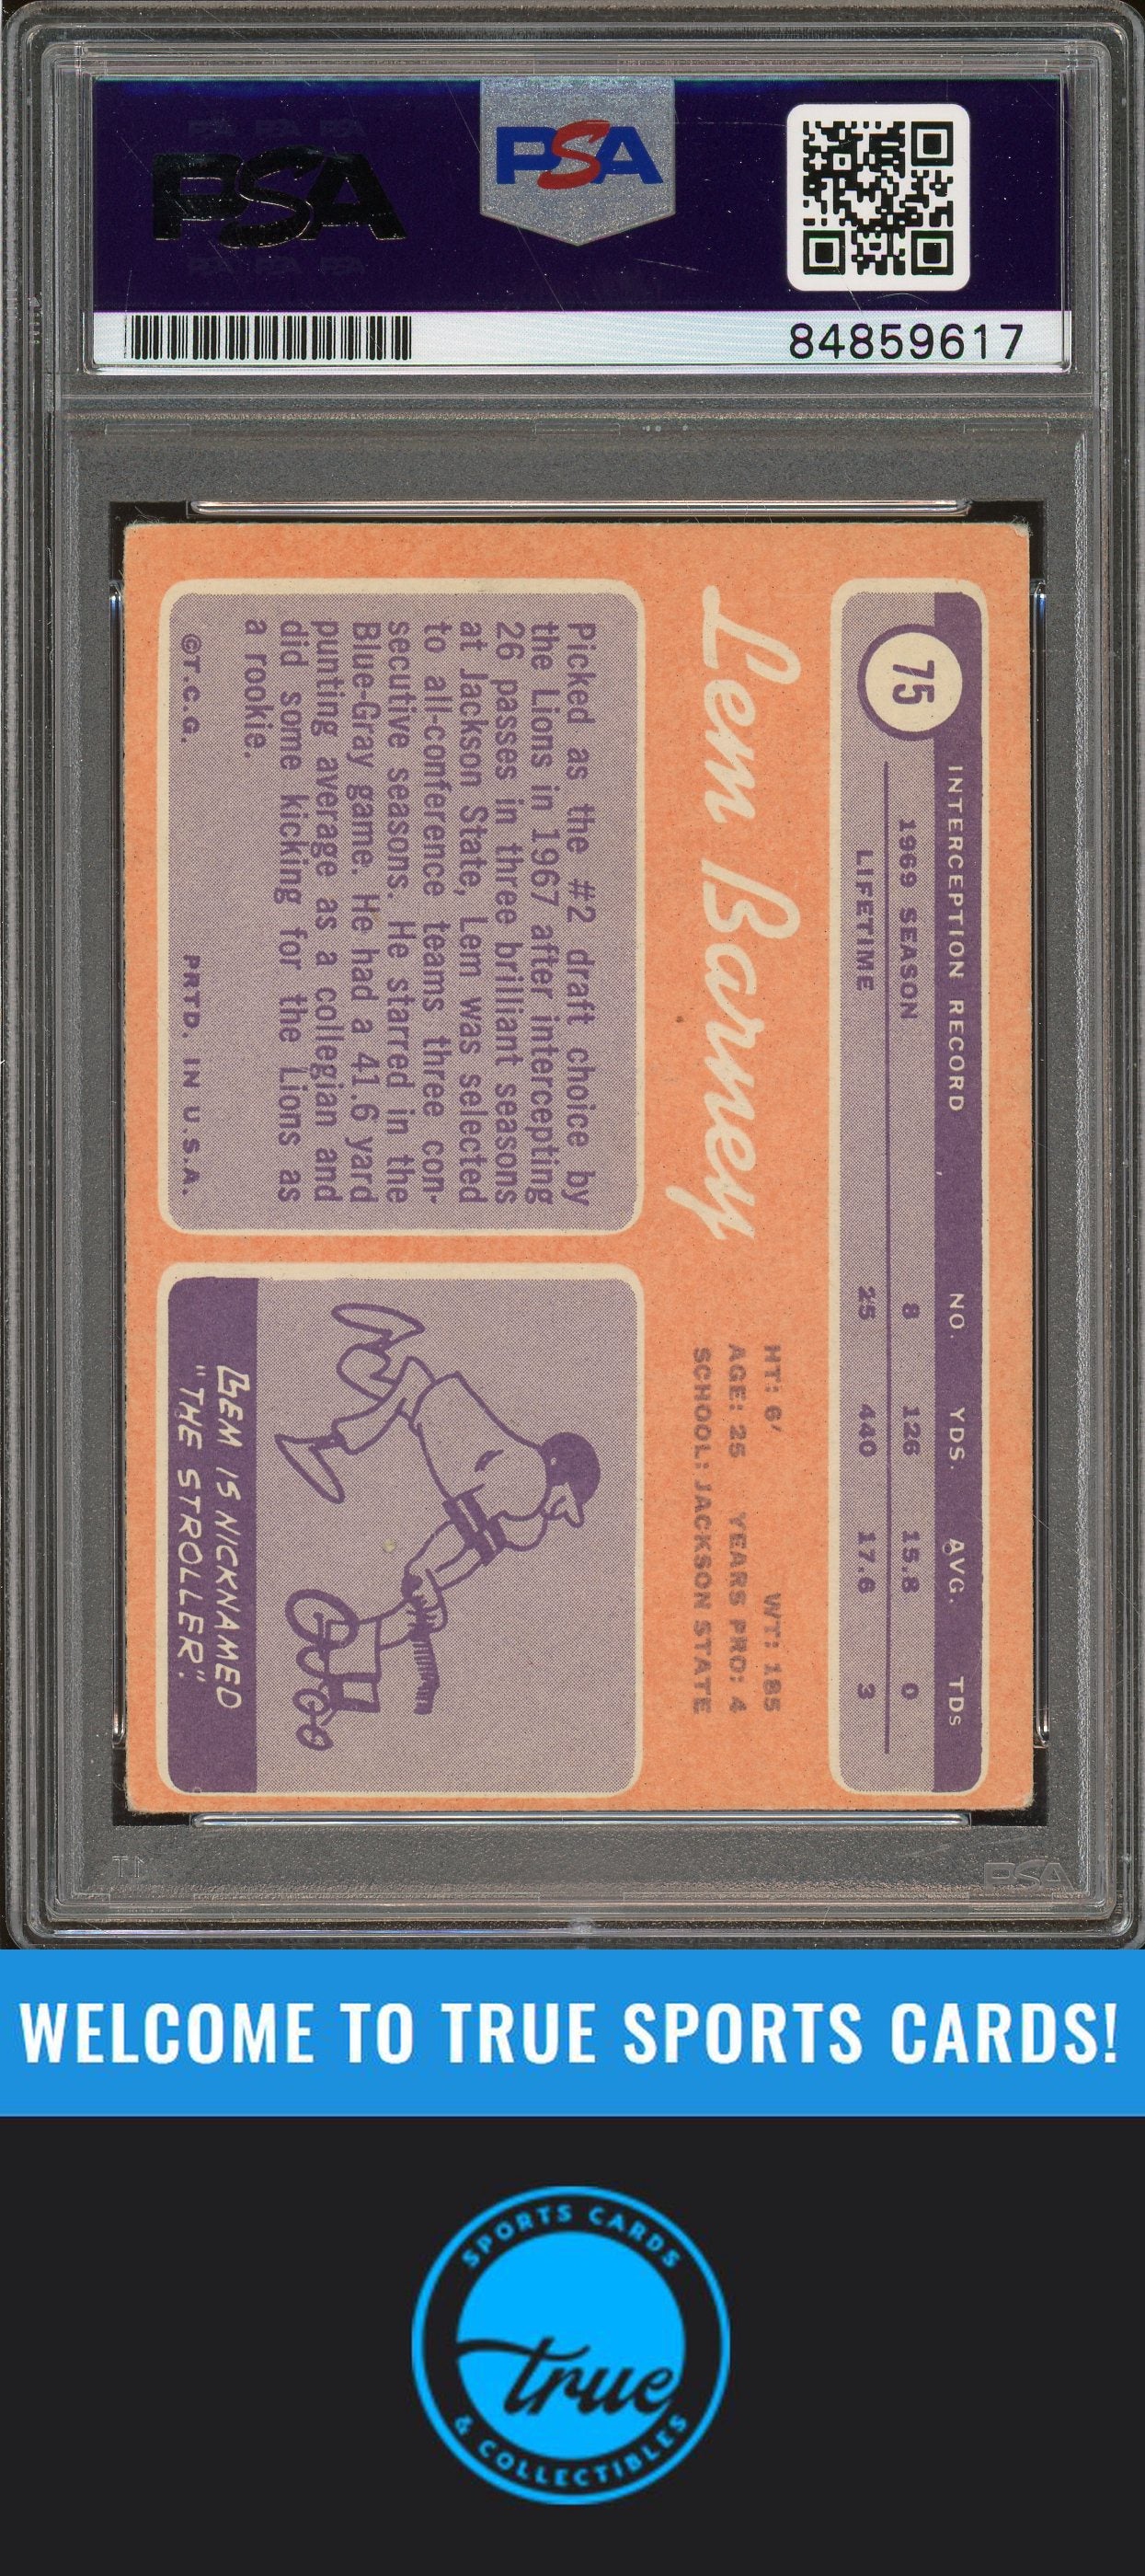 PSA
PSA
84859617
75
INTERCEPTION RECORD NO. YDS. AVG. TDs
1969 SEASON 8 126 15.8 0
LIFETIME 25 440 17.6 3
Lem Barney
HT: 6' WT: 185
AGE: 25 YEARS PRO: 4
SCHOOL: JACKSON STATE
Picked as the #2 draft choice by
the Lions in 1967 after intercepting
26 passes in three brilliant seasons
at Jackson State, Lem was selected
to all-conference teams three con-
secutive seasons. He starred in the
Blue-Gray game. He had a 41.6 yard
punting average as a collegian and
did some kicking for the Lions as
a rookie.
©T.C.G. PRTD. IN U.S.A.
LEM IS NICKNAMED
"THE STROLLER."
PSA
WELCOME TO TRUE SPORTS CARDS!
SPORTS CARDS
true
& COLLECTIBLES